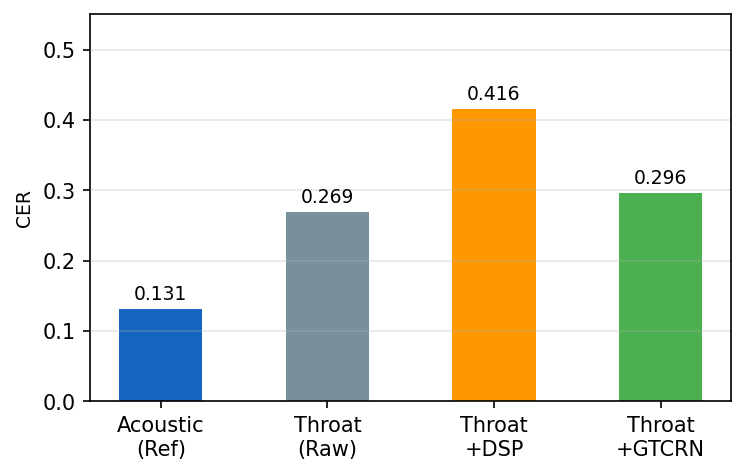 CER
0.5
0.4
0.3
0.2
0.1
0.0
0.131
0.269
0.416
0.296
Acoustic
(Ref)
Throat
(Raw)
Throat
+DSP
Throat
+GTCRN